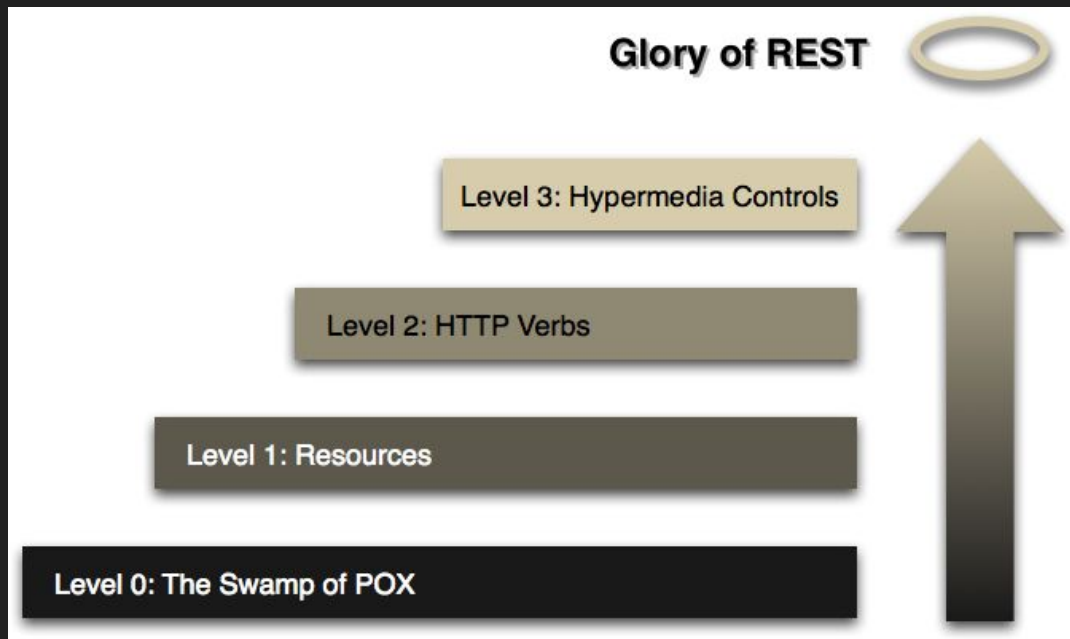 Glory of REST
Level 3: Hypermedia Controls
Level 2: HTTP Verbs
Level 1: Resources
Level 0: The Swamp of POX